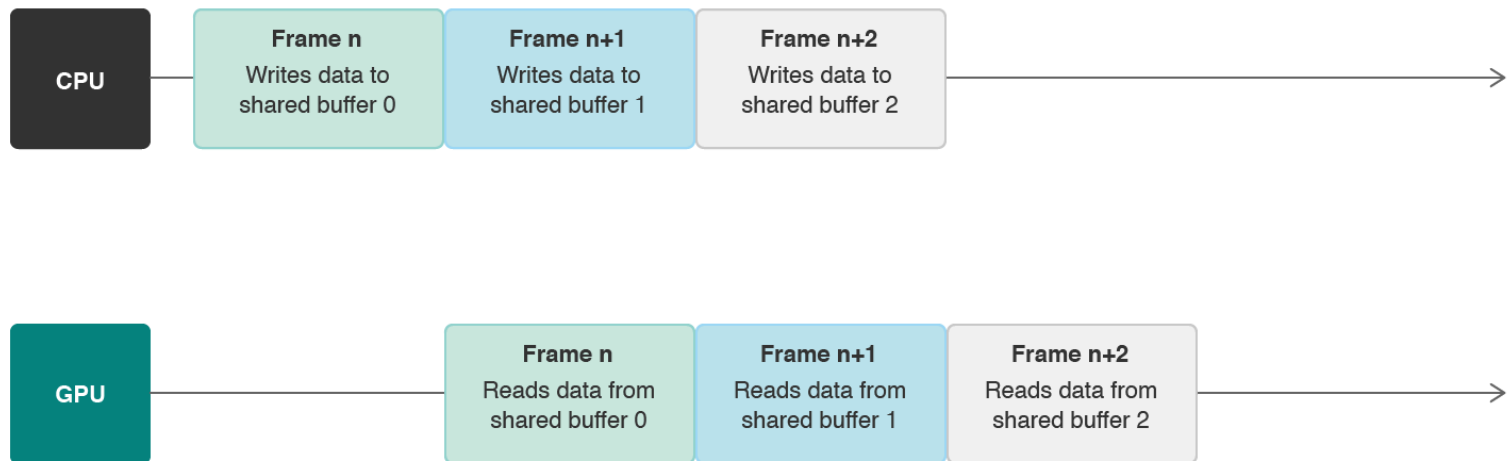 CPU
Frame n
Writes data to
shared buffer 0
Frame n+1
Writes data to
shared buffer 1
Frame n+2
Writes data to
shared buffer 2
GPU
Frame n
Reads data from
shared buffer 0
Frame n+1
Reads data from
shared buffer 1
Frame n+2
Reads data from
shared buffer 2